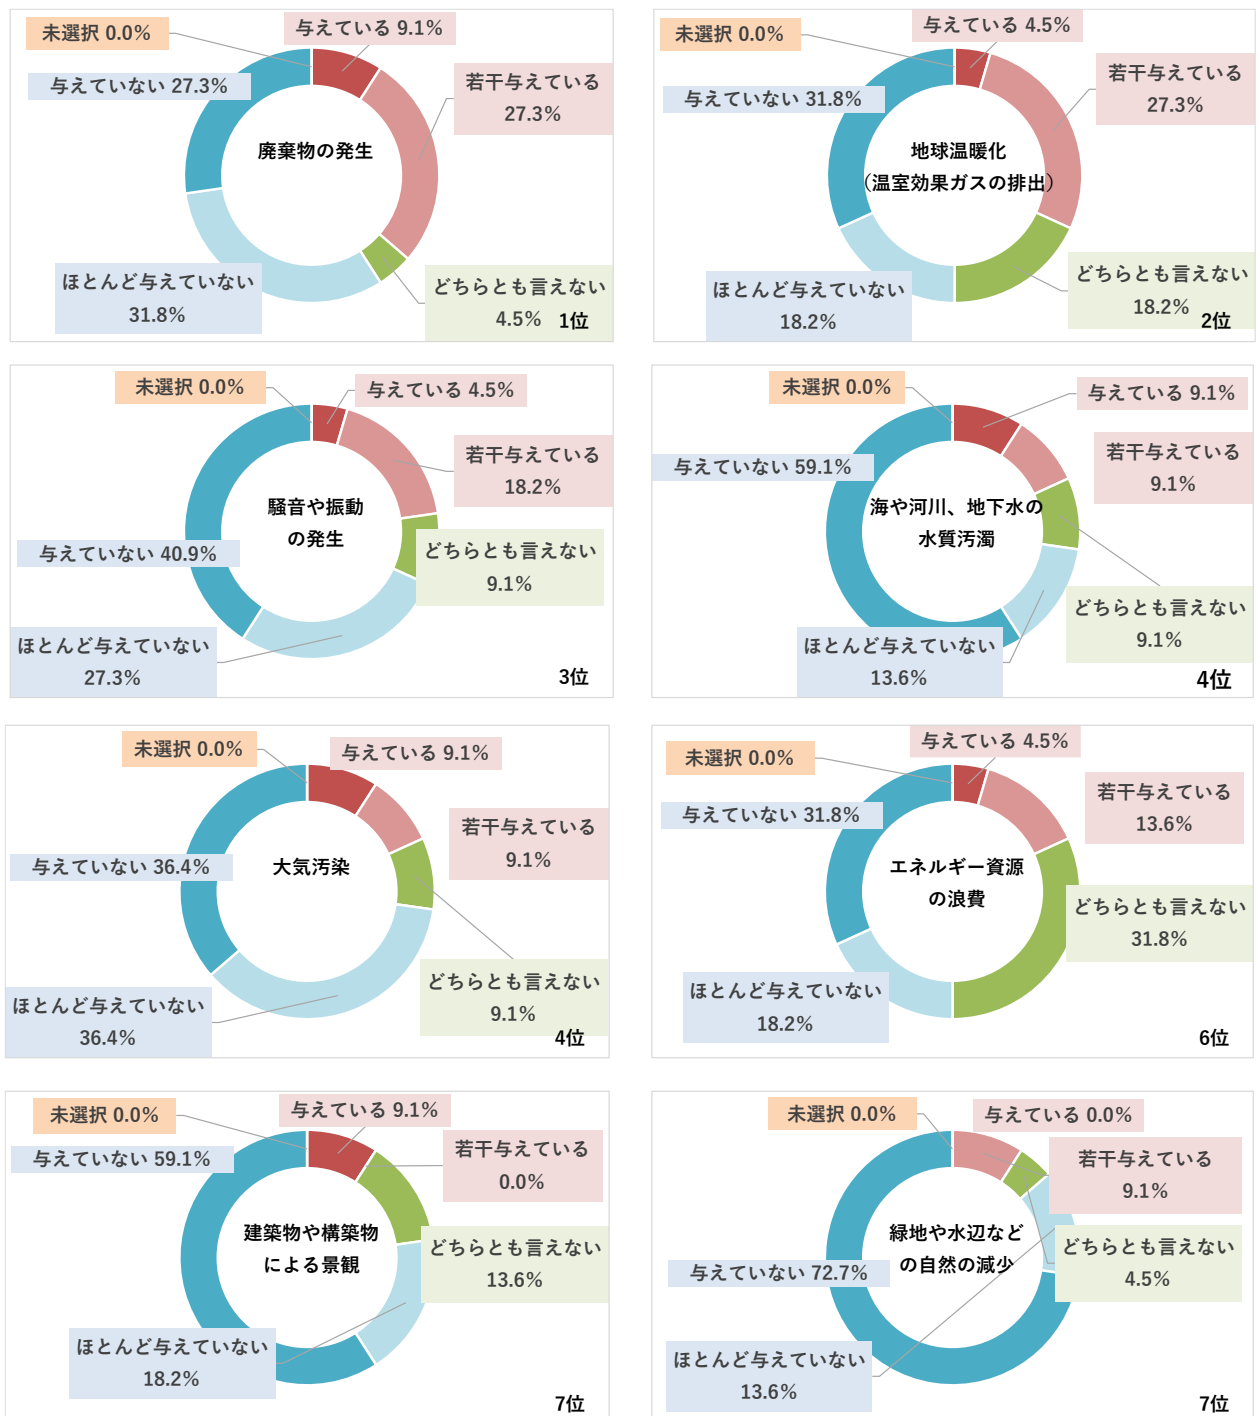 未選択 0.0%
与えている 9.1%
与えていない 27.3%
若干与えている
27.3%
廃棄物の発生
ほとんど与えていない
31.8%
どちらとも言えない
4.5%
1位
未選択 0.0%
与えている 4.5%
与えていない 31.8%
若干与えている
27.3%
地球温暖化
（温室効果ガスの排出）
ほとんど与えていない
18.2%
どちらとも言えない
18.2%
2位
未選択 0.0%
与えている 4.5%
若干与えている
18.2%
騒音や振動
の発生
与えていない 40.9%
どちらとも言えない
9.1%
ほとんど与えていない
27.3%
3位
未選択 0.0%
与えている 9.1%
与えていない 59.1%
若干与えている
9.1%
海や河川、地下水の
水質汚濁
どちらとも言えない
9.1%
ほとんど与えていない
13.6%
4位
未選択 0.0%
与えている 9.1%
若干与えている
9.1%
与えていない 36.4%
大気汚染
どちらとも言えない
9.1%
ほとんど与えていない
36.4%
4位
未選択 0.0%
与えている 4.5%
与えていない 31.8%
若干与えている
13.6%
エネルギー資源
の浪費
どちらとも言えない
31.8%
ほとんど与えていない
18.2%
6位
未選択 0.0%
与えている 9.1%
与えていない 59.1%
若干与えている
0.0%
建築物や構築物
による景観
どちらとも言えない
13.6%
ほとんど与えていない
18.2%
7位
未選択 0.0%
与えている 0.0%
若干与えている
9.1%
緑地や水辺など
の自然の減少
どちらとも言えない
4.5%
与えていない 72.7%
ほとんど与えていない
13.6%
7位